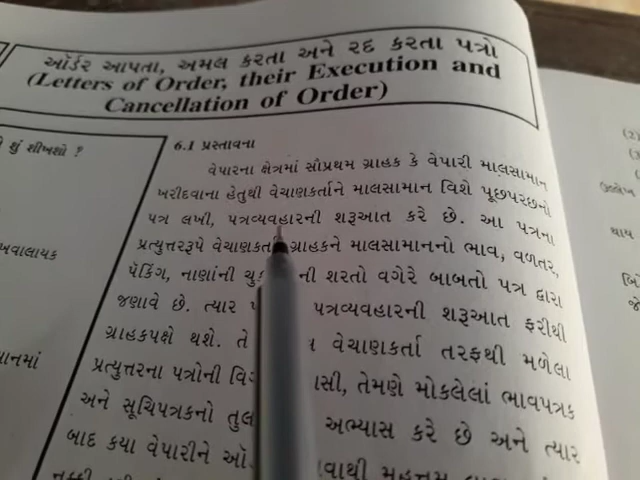 ઑર્ડર આપતા, અમલ કરતા અને રદ કરતા પત્રો
(Letters of Order, their Execution and
Cancellation of Order)
શું શીખશો ?
6.1 પ્રસ્તાવના
વેપારના ક્ષેત્રમાં સૌપ્રથમ ગ્રાહક કે વેપારી માલસામાન
ખરીદવાના હેતુથી વેચાણકર્તાને માલસામાન વિશે પૂછપરછનો
પત્ર લખી, પત્રવ્યવહારની શરૂઆત કરે છે. આ પત્રના
પ્રત્યુત્તરરૂપે ગ્રાહકને માલસામાનનો ભાવ, વળતર,
પૅકિંગ, નાણાંની ની શરતો વગેરે બાબતો પત્ર દ્વારા
જણાવે છે. ત્યાર પત્રવ્યવહારની શરૂઆત ફરીથી
ગ્રાહકપક્ષે થશે. તે વેચાણકર્તા તરફથી મળેલા
પ્રત્યુત્તરના પત્રોની તેમણે મોકલેલાં ભાવપત્રક
અને સૂચિપત્રકનો અભ્યાસ કરે છે અને ત્યાર
બાદ કયા વેપારીને
(2)
ઉલ્લેખ
થાય